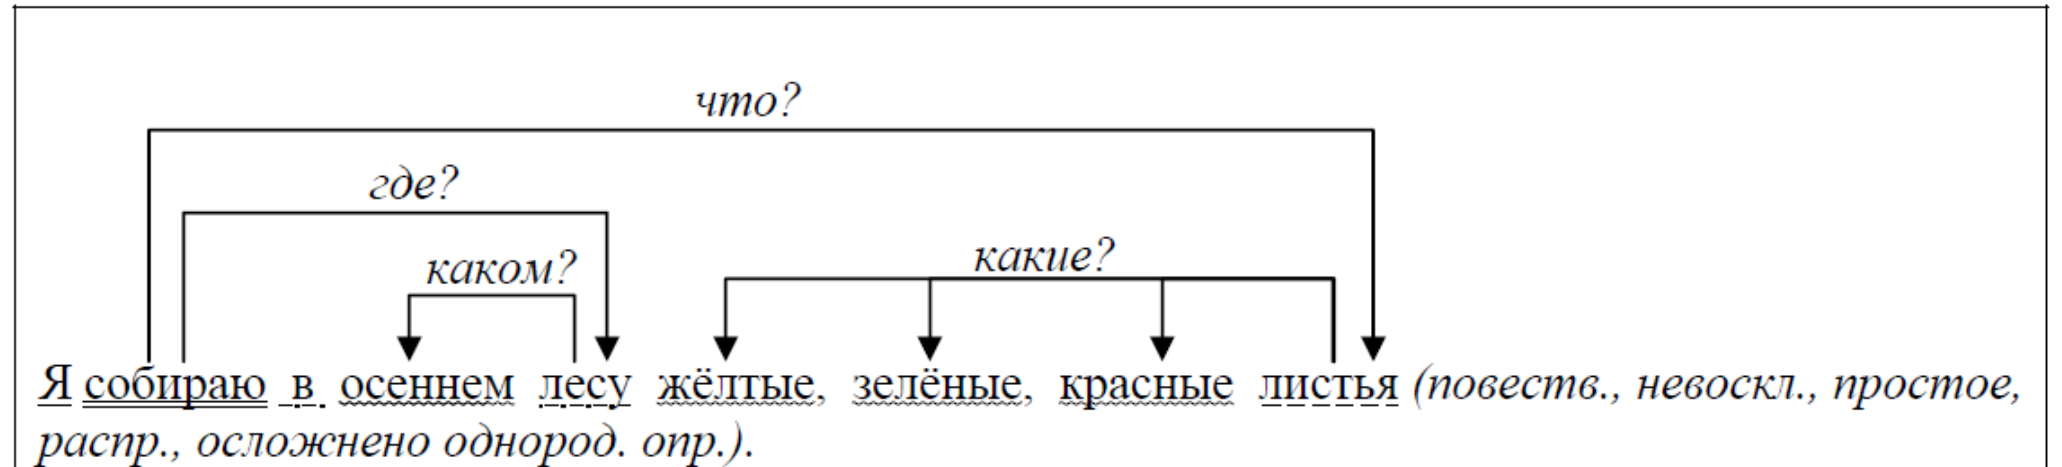 что?
где?
каком?
какие?
Я собираю в осеннем лесу жёлтые, зелёные, красные листья (повеств., невоскл., простое,
распр., осложнено однород. опр.).